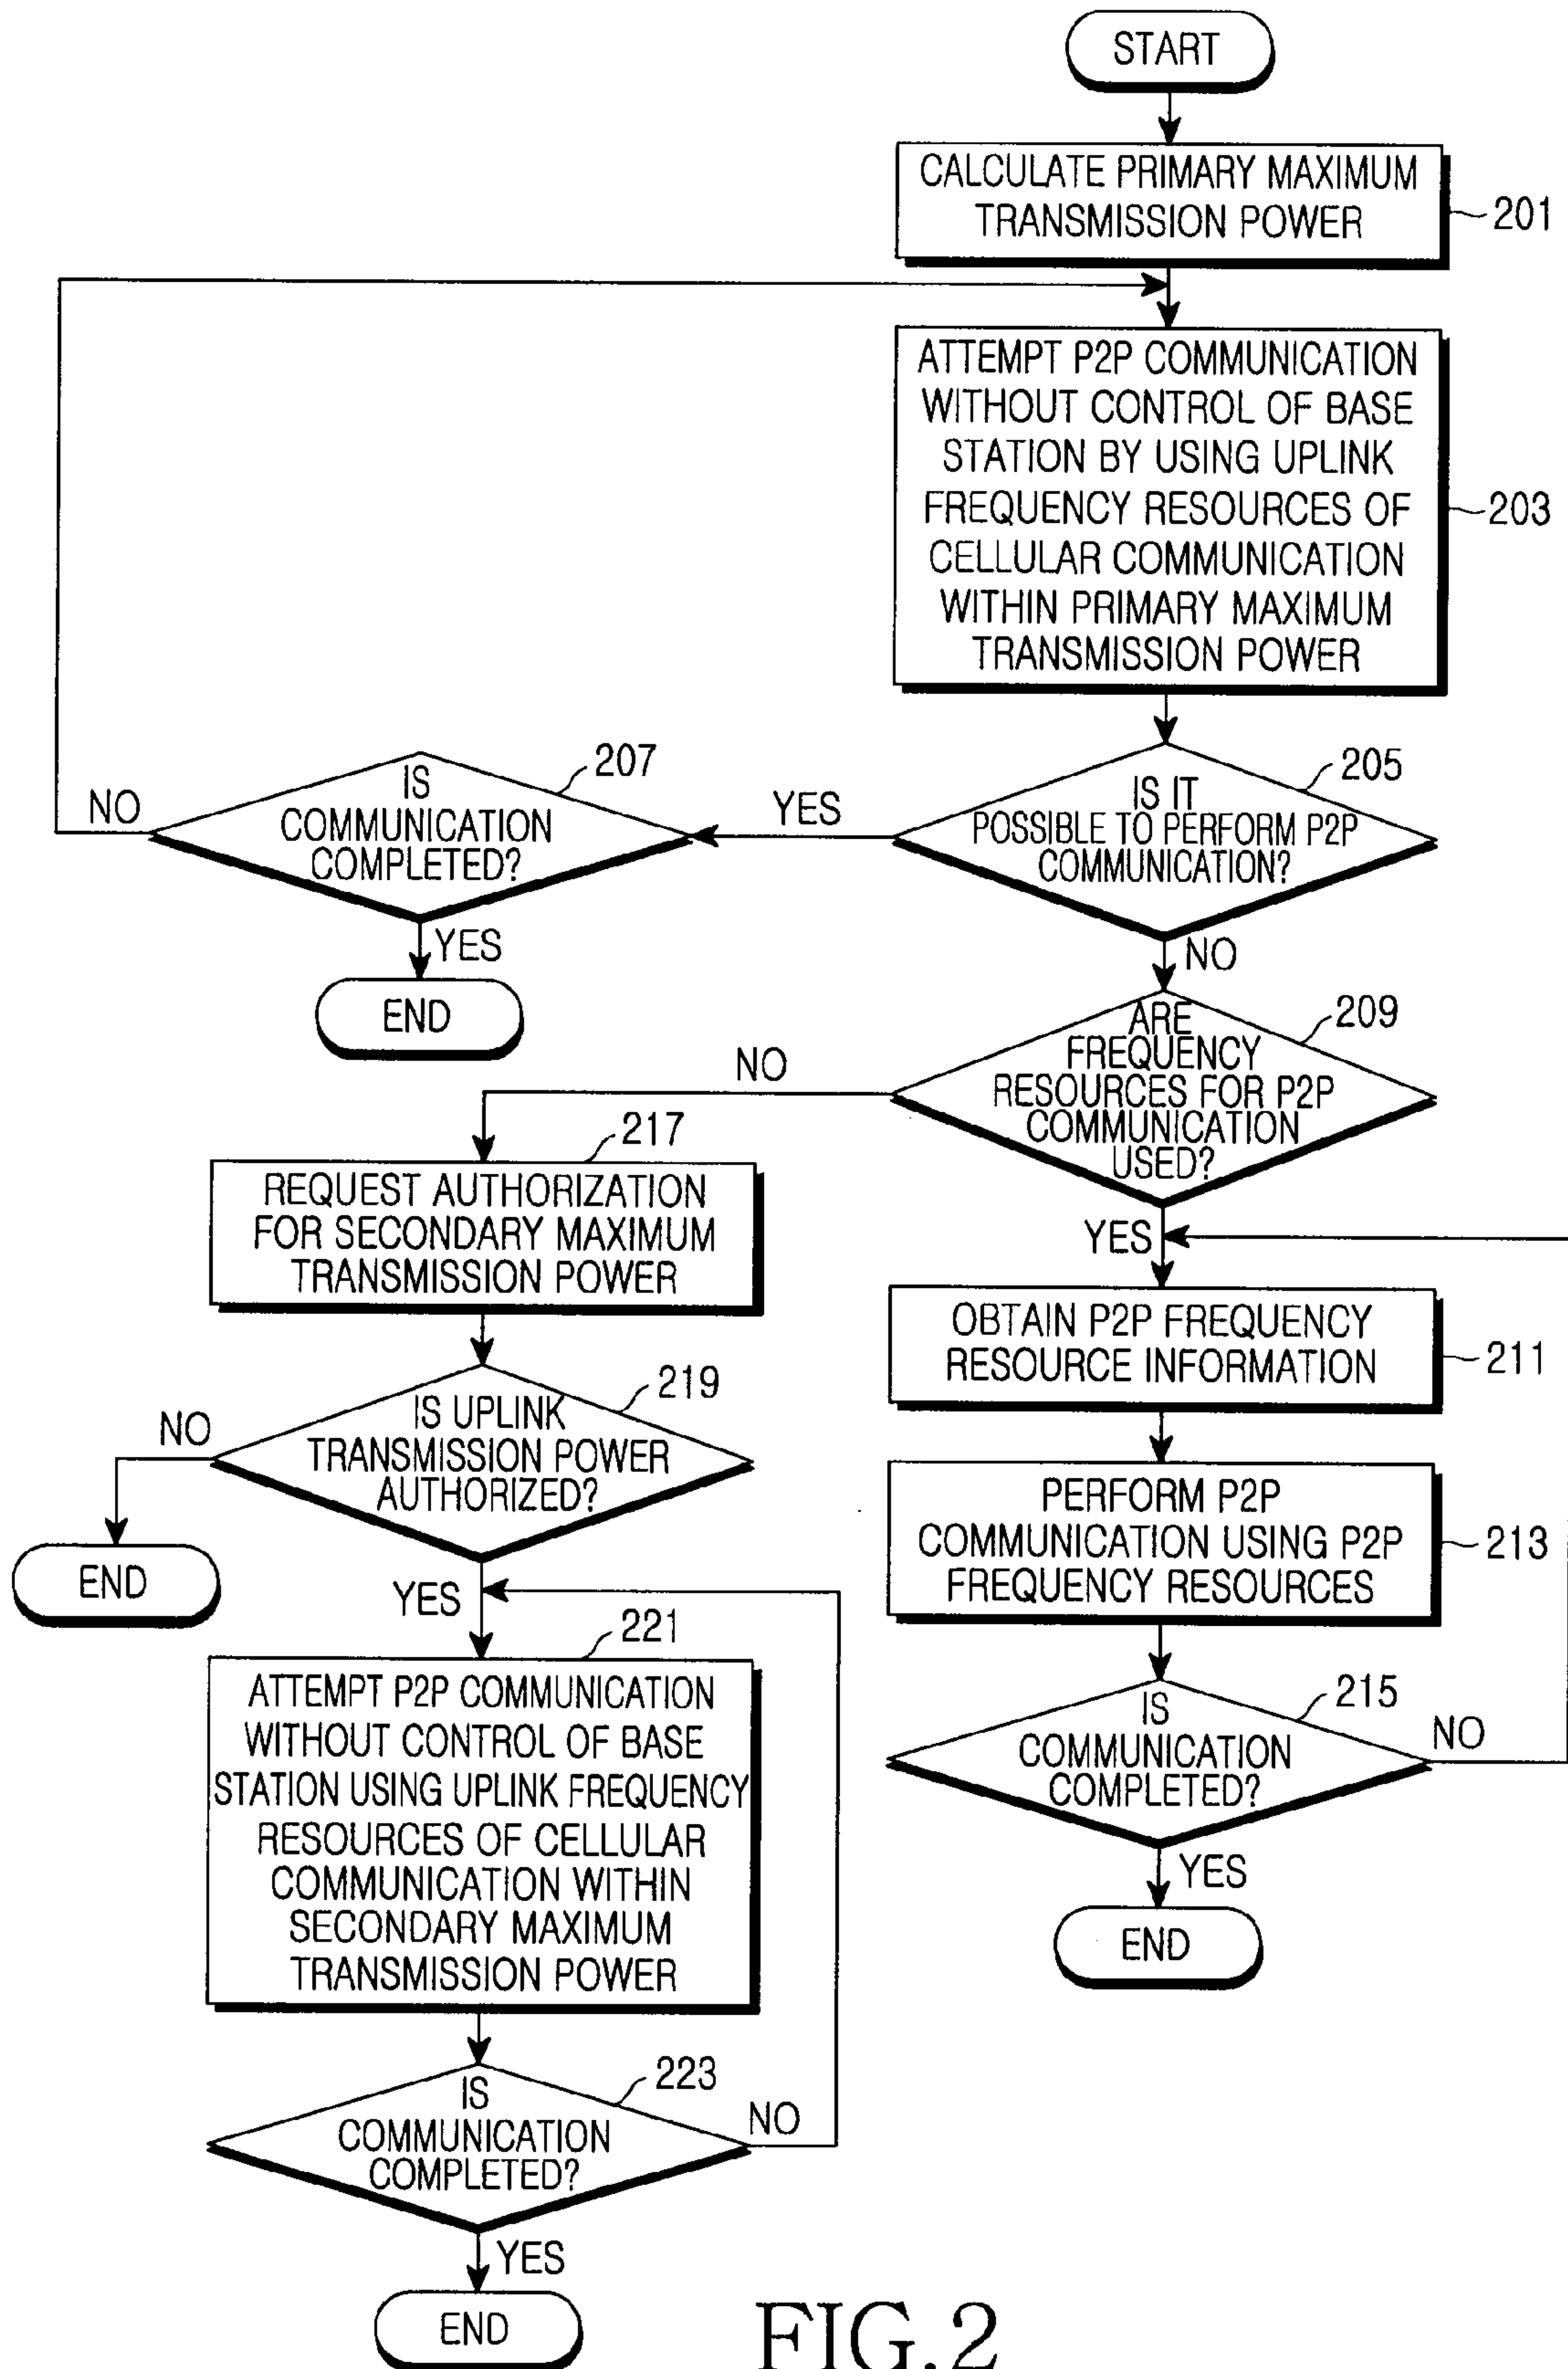 START
CALCULATE PRIMARY MAXIMUM
TRANSMISSION POWER
201
ATTEMPT P2P COMMUNICATION
WITHOUT CONTROL OF BASE
STATION BY USING UPLINK
FREQUENCY RESOURCES OF
CELLULAR COMMUNICATION
WITHIN PRIMARY MAXIMUM
TRANSMISSION POWER
203
205
IS IT
POSSIBLE TO PERFORM P2P
COMMUNICATION?
YES
NO
207
IS
COMMUNICATION
COMPLETED?
NO
YES
END
209
ARE
FREQUENCY
RESOURCES FOR P2P
COMMUNICATION
USED?
NO
YES
211
OBTAIN P2P FREQUENCY
RESOURCE INFORMATION
PERFORM P2P
COMMUNICATION USING P2P
FREQUENCY RESOURCES
213
215
IS
COMMUNICATION
COMPLETED?
NO
YES
END
217
REQUEST AUTHORIZATION
FOR SECONDARY MAXIMUM
TRANSMISSION POWER
219
IS UPLINK
TRANSMISSION POWER
AUTHORIZED?
NO
END
YES
221
ATTEMPT P2P COMMUNICATION
WITHOUT CONTROL OF BASE
STATION USING UPLINK FREQUENCY
RESOURCES OF CELLULAR
COMMUNICATION WITHIN
SECONDARY MAXIMUM
TRANSMISSION POWER
223
IS
COMMUNICATION
COMPLETED?
NO
YES
END
FIG.2